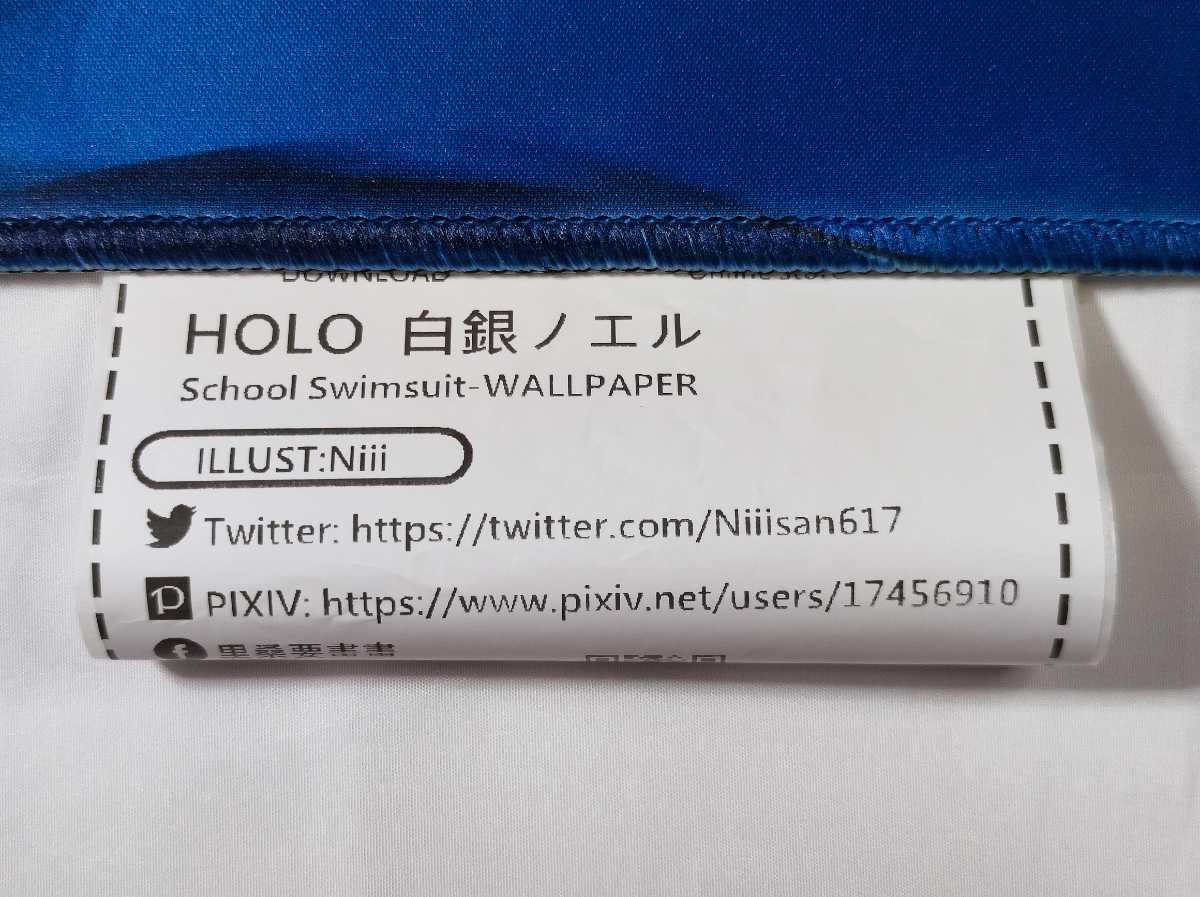 DOWNLOAD
HOLO 白銀ノエル
School Swimsuit-WALLPAPER
ILLUST:Niii
Twitter: https://twitter.com/Niiisan617
P PIXIV: https://www.pixiv.net/users/17456910
f